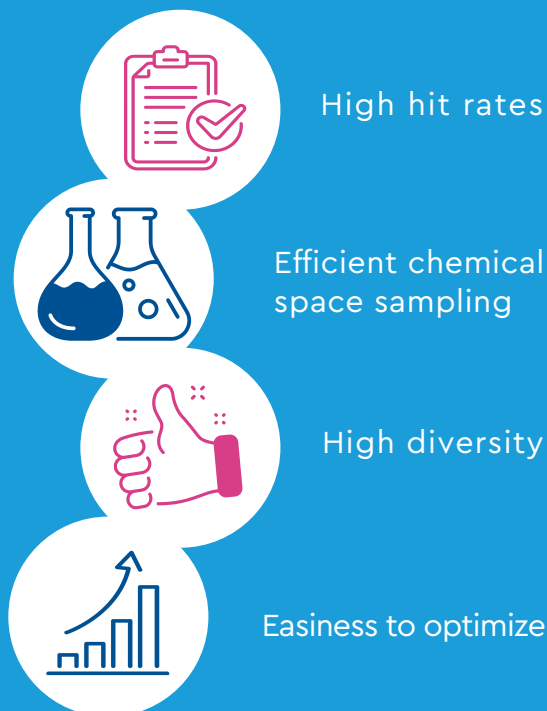 High hit rates
Efficient chemical
space sampling
High diversity
Easiness to optimize